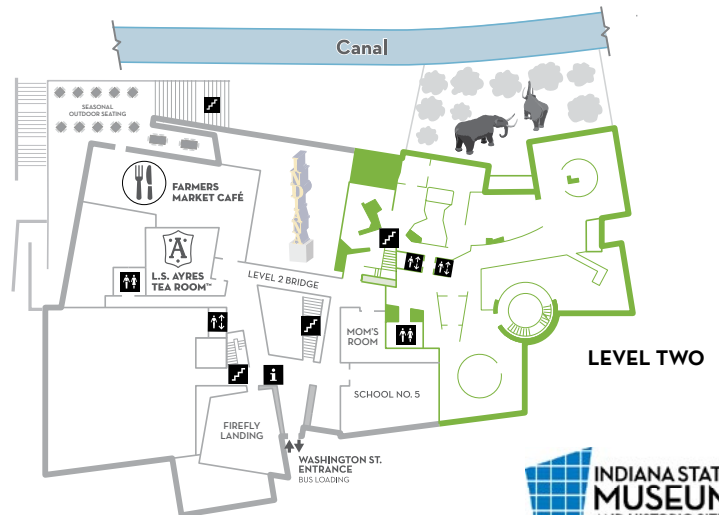 Canal
SEASONAL
OUTDOOR SEATING
FARMERS
MARKET CAFÉ
INDIANA
A
L.S. AYRES
TEA ROOM™
LEVEL 2 BRIDGE
MOM'S
ROOM
LEVEL TWO
i
SCHOOL NO. 5
FIREFLY
LANDING
WASHINGTON ST.
ENTRANCE
BUS LOADING
INDIANA STAT
MUSEUM